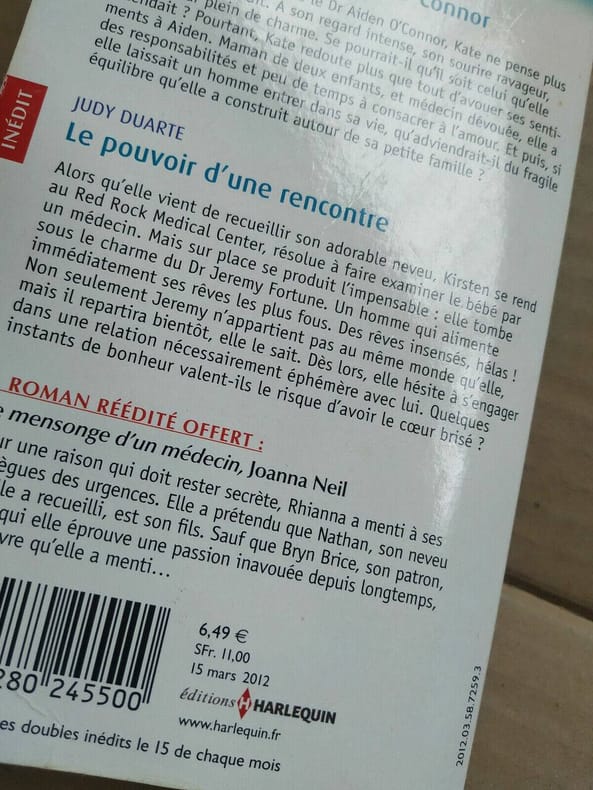 Connor
le Dr Aiden O'Connor, Kate ne pense plus
plein de charme. A son regard intense, son sourire ravageur,
endait ? Pourtant, Kate redoute plus que tout d'avouer ses senti-
ments à Aiden. Maman de deux enfants, et médecin dévouée, elle a
des responsabilités et peu de temps à consacrer à l'amour. Et puis, si
elle laissait un homme entrer dans sa vie, qu'adviendrait-il du fragile
équilibre qu'elle a construit autour de sa petite famille ?
INÉDIT
JUDY DUARTE
Le pouvoir d'une rencontre
Alors qu'elle vient de recueillir son adorable neveu, Kirsten se rend
au Red Rock Medical Center, résolue à faire examiner le bébé par
un médecin. Mais sur place se produit l'impensable : elle tombe
sous le charme du Dr Jeremy Fortune. Un homme qui alimente
immédiatement ses rêves les plus fous. Des rêves insensés, hélas !
Non seulement Jeremy n'appartient pas au même monde qu'elle,
mais il repartira bientôt, elle le sait. Dès lors, elle hésite à s'engager
dans une relation nécessairement éphémère avec lui. Quelques
instants de bonheur valent-ils le risque d'avoir le cœur brisé ?
ROMAN RÉÉDITÉ OFFERT :
mensonge d'un médecin, Joanna Neil
ur une raison qui doit rester secrète, Rhianna a menti à ses
ègues des urgences. Elle a prétendu que Nathan, son neveu
lle a recueilli, est son fils. Sauf que Bryn Brice, son patron,
qui elle éprouve une passion inavouée depuis longtemps,
vre qu'elle a menti...
280 245500
6,49 €
SFr. 11,00
15 mars 2012
éditions HARLEQUIN
www.harlequin.fr
es doubles inédits le 15 de chaque mois
2012.03.58.7259.3